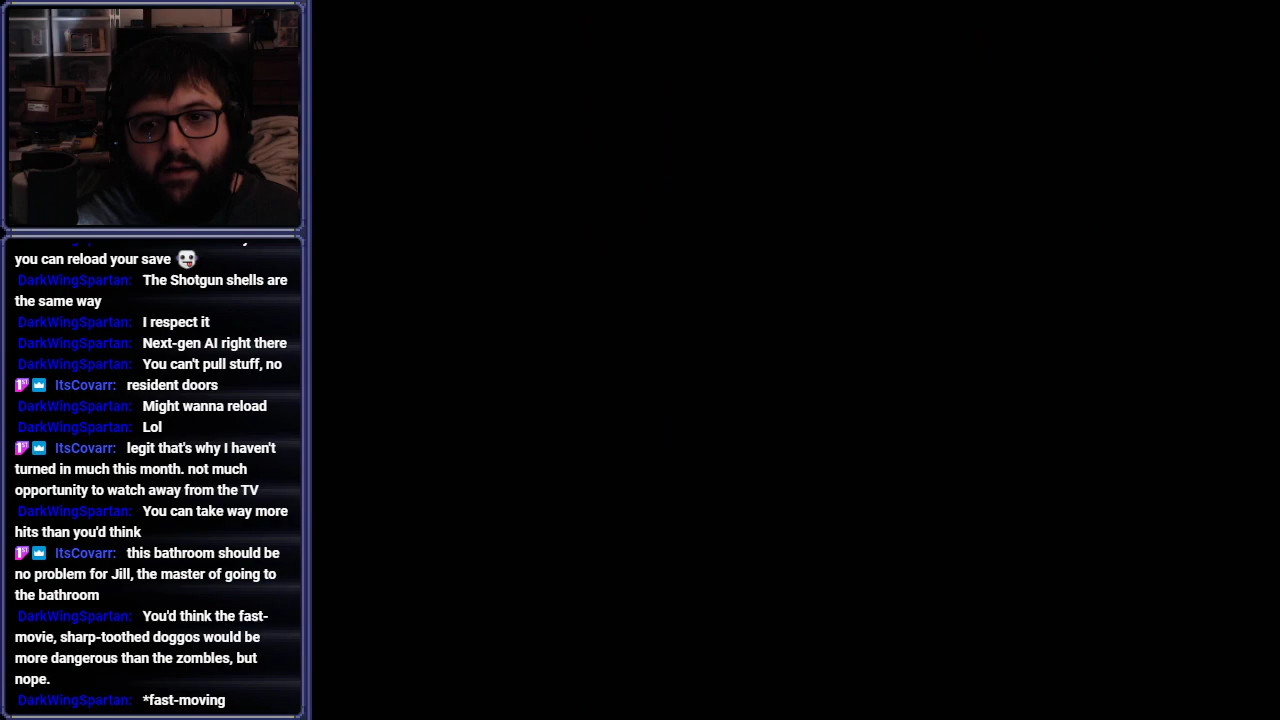 you can reload your save
DarkWingSpartan: The Shotgun shells are
the same way
DarkWingSpartan: I respect it
DarkWingSpartan: Next-gen AI right there
DarkWingSpartan: You can't pull stuff, no
1ST ItsCovarr: resident doors
DarkWingSpartan: Might wanna reload
DarkWingSpartan: Lol
1ST ItsCovarr: legit that's why I haven't
turned in much this month. not much
opportunity to watch away from the TV
DarkWingSpartan: You can take way more
hits than you'd think
1ST ItsCovarr: this bathroom should be
no problem for Jill, the master of going to
the bathroom
DarkWingSpartan: You'd think the fast-
movie, sharp-toothed doggos would be
more dangerous than the zombles, but
nope.
DarkWingSpartan: *fast-moving